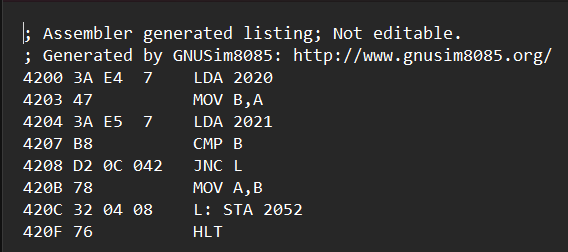 ; Assembler generated listing; Not editable.
; Generated by GNUSim8085: http://www.gnusim8085.org/
4200 3A E4  7    LDA 2020
4203 47          MOV B,A
4204 3A E5  7    LDA 2021
4207 B8          CMP B
4208 D2 0C 042   JNC L
420B 78          MOV A,B
420C 32 04 08    L: STA 2052
420F 76          HLT